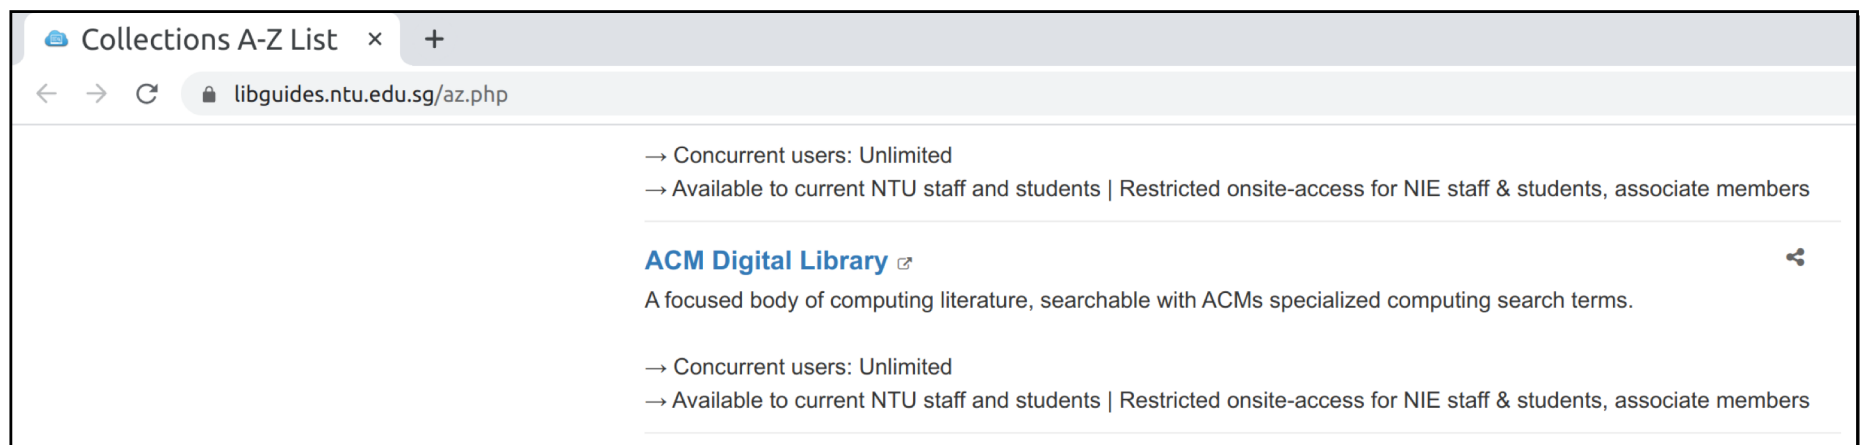 Collections A-Z List × +
libguides.ntu.edu.sg/az.php
→ Concurrent users: Unlimited
→ Available to current NTU staff and students | Restricted onsite-access for NIE staff & students, associate members
ACM Digital Library
A focused body of computing literature, searchable with ACMs specialized computing search terms.
→ Concurrent users: Unlimited
→ Available to current NTU staff and students | Restricted onsite-access for NIE staff & students, associate members